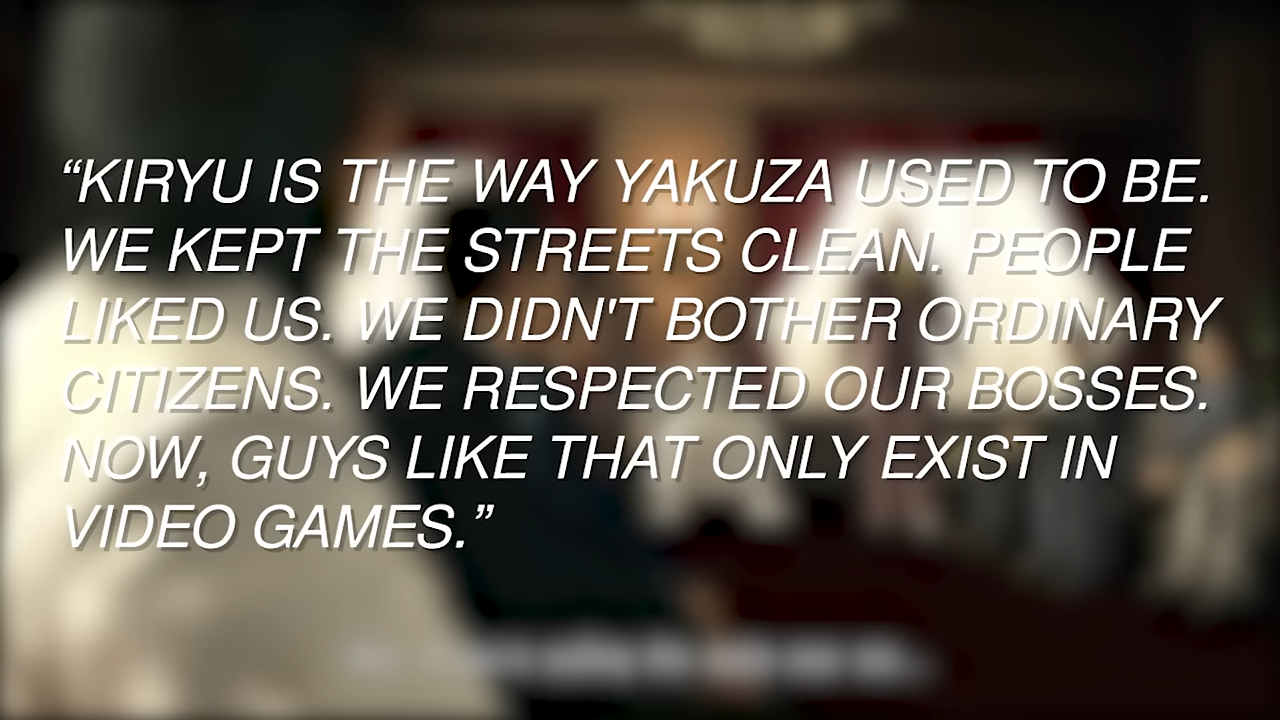 “KIRYU IS THE WAY YAKUZA USED TO BE.
WE KEPT THE STREETS CLEAN. PEOPLE
LIKED US. WE DIDN'T BOTHER ORDINARY
CITIZENS. WE RESPECTED OUR BOSSES.
NOW, GUYS LIKE THAT ONLY EXIST IN
VIDEO GAMES.”